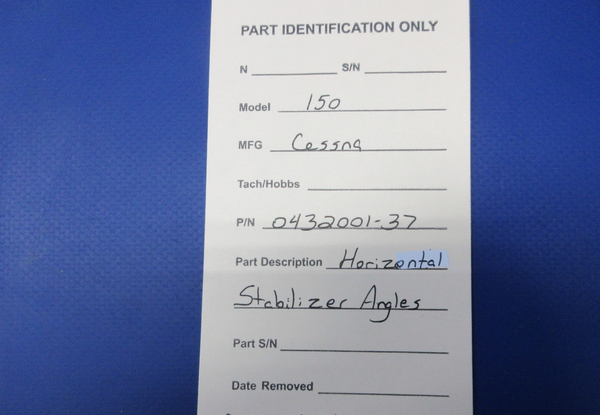 PART IDENTIFICATION ONLY
N S/N
Model 150
MFG Cessna
Tach/Hobbs
P/N 0432001-37
Part Description Horizontal
Stabilizer Angles
Part S/N
Date Removed